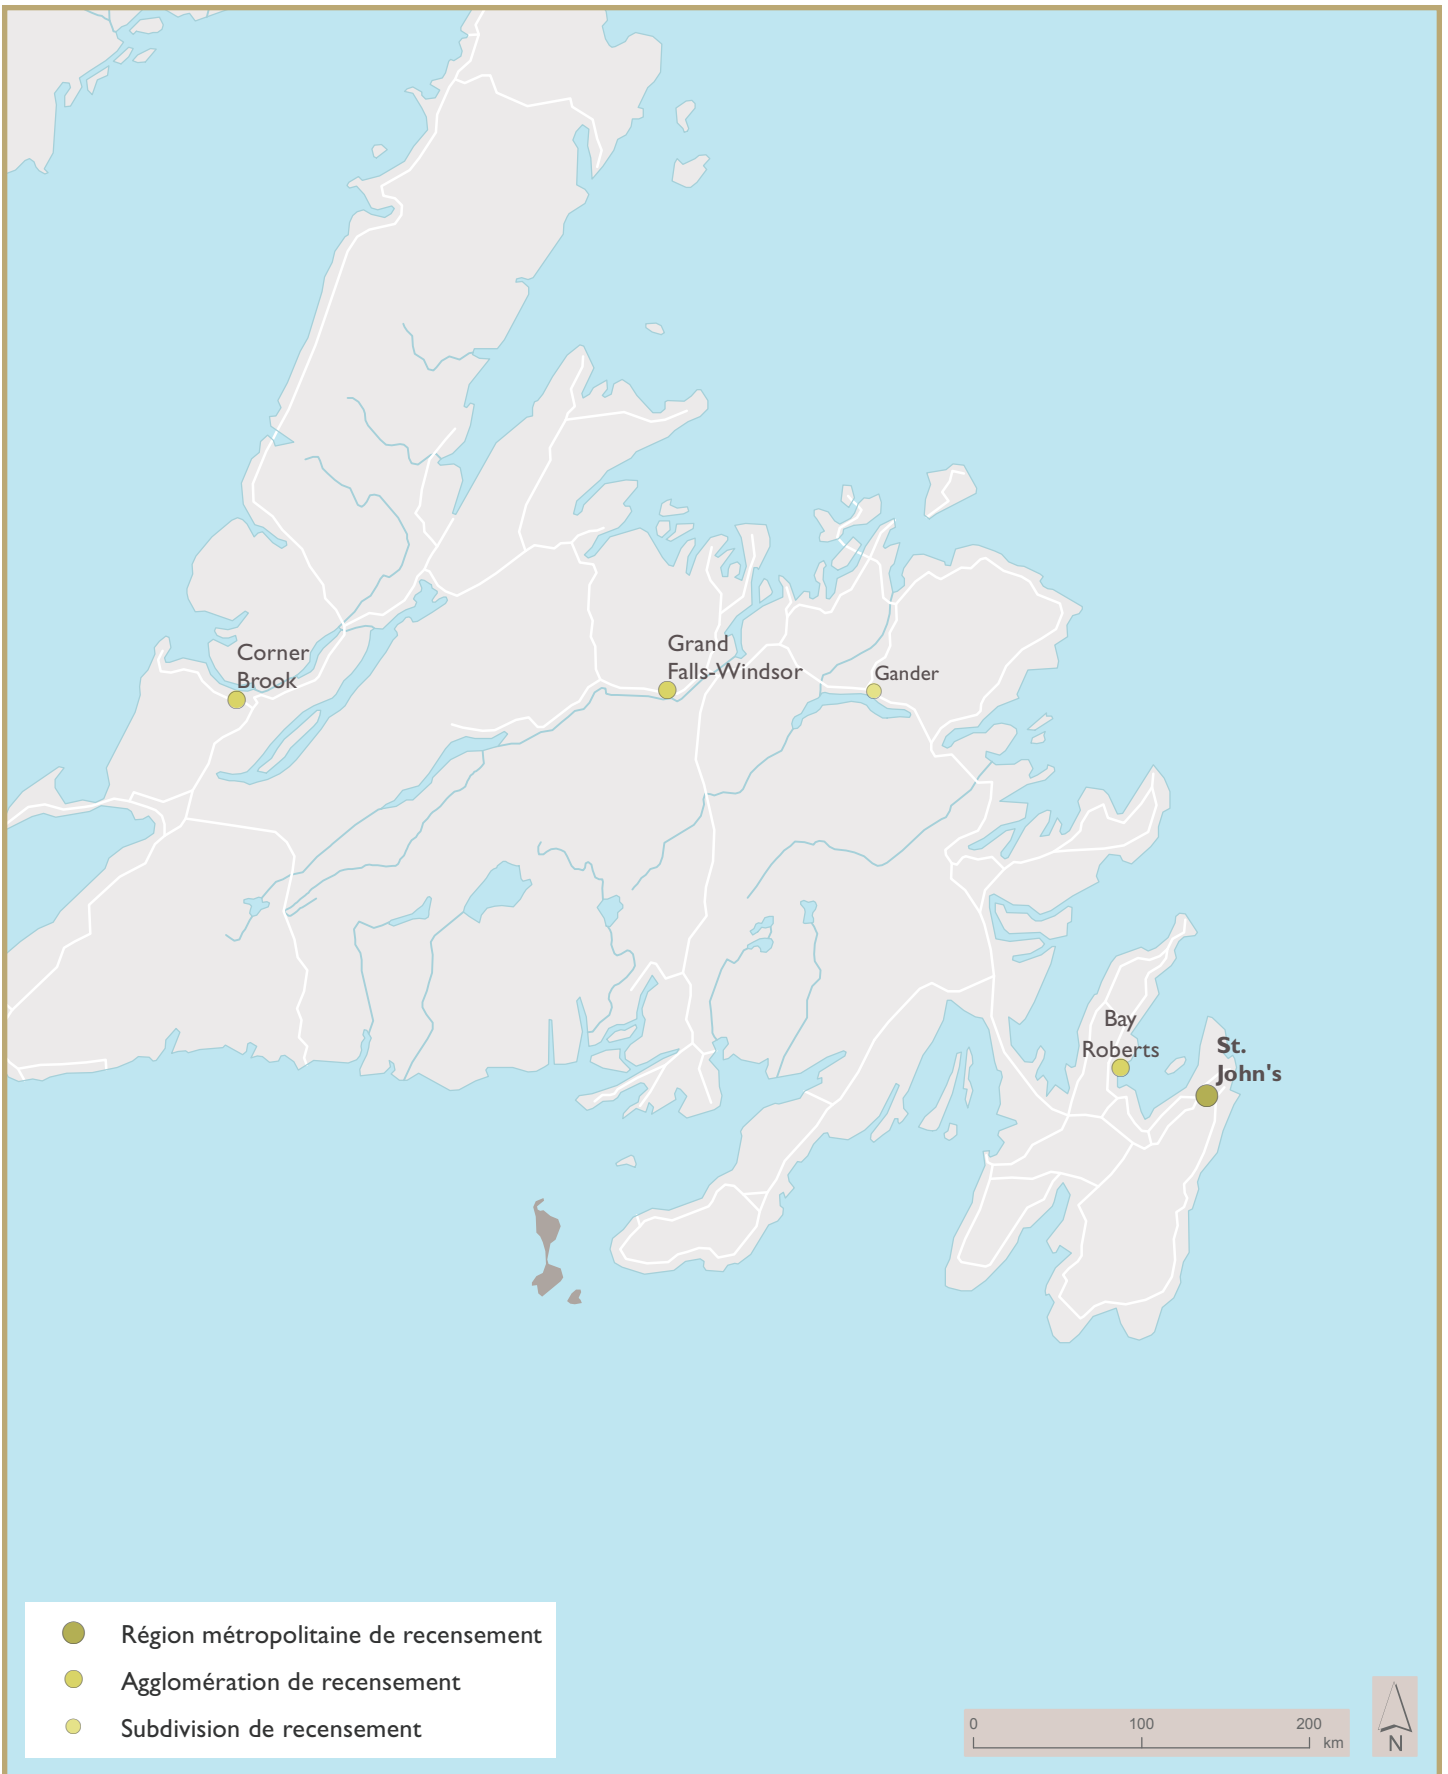 Corner
Brook
Grand
Falls-Windsor
Gander
Bay
Roberts
St.
John's
Région métropolitaine de recensement
Agglomération de recensement
Subdivision de recensement
0 100 200
km
N